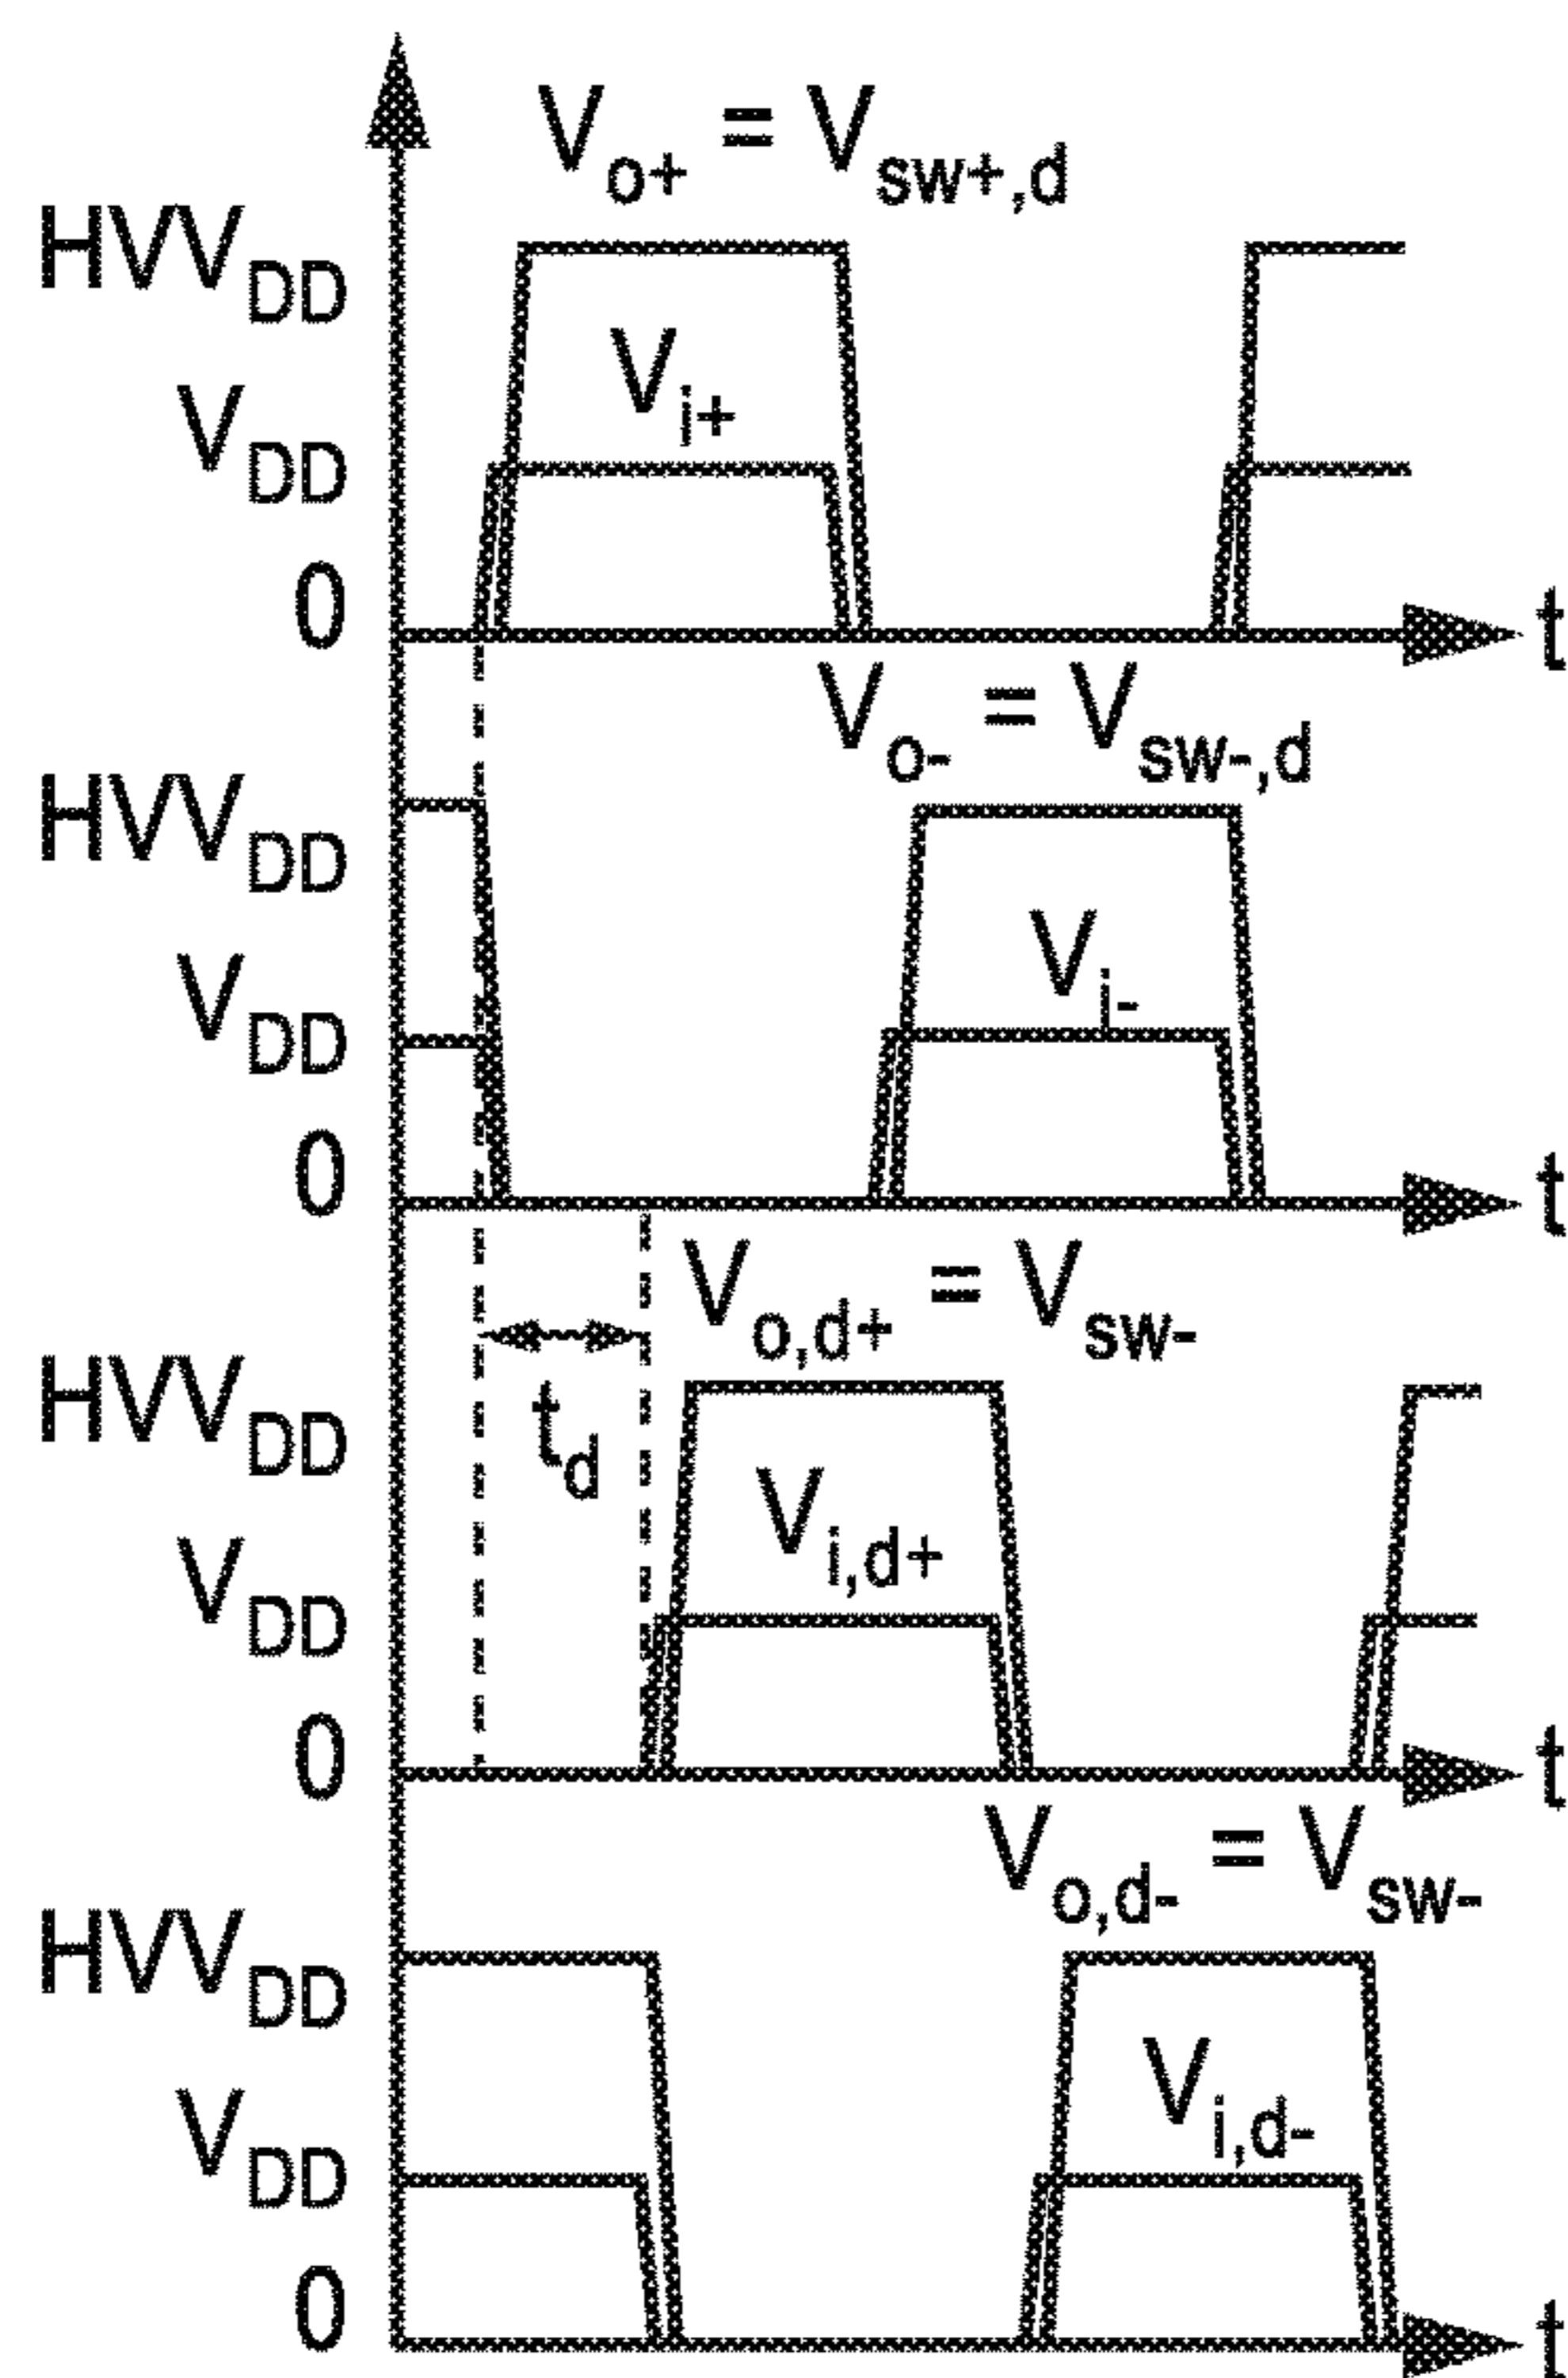 V_{o+} = V_{sw+,d}
HVV_{DD}
V_{i+}
V_{DD}
0
t
V_{o-} = V_{sw-,d}
HVV_{DD}
V_{i-}
V_{DD}
0
t
V_{o,d+} = V_{sw-}
t_{d}
HVV_{DD}
V_{i,d+}
V_{DD}
0
t
V_{o,d-} = V_{sw-}
HVV_{DD}
V_{i,d-}
V_{DD}
0
t